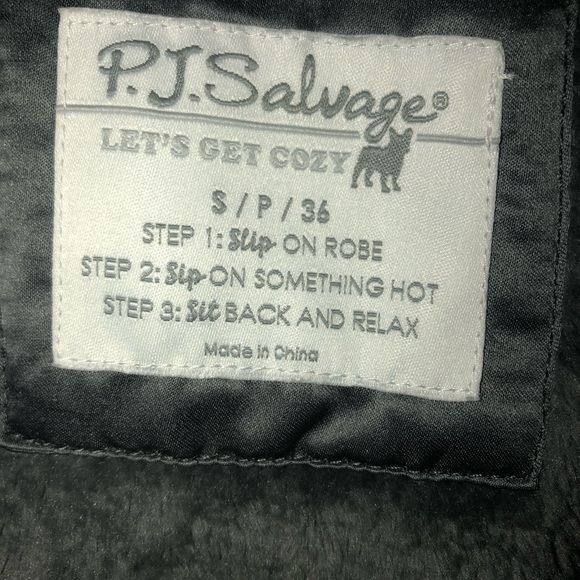 P.J. Salvage®
LET'S GET COZY
S / P / 36
STEP 1: Slip ON ROBE
STEP 2: Sip ON SOMETHING HOT
STEP 3: Sit BACK AND RELAX
Made in China